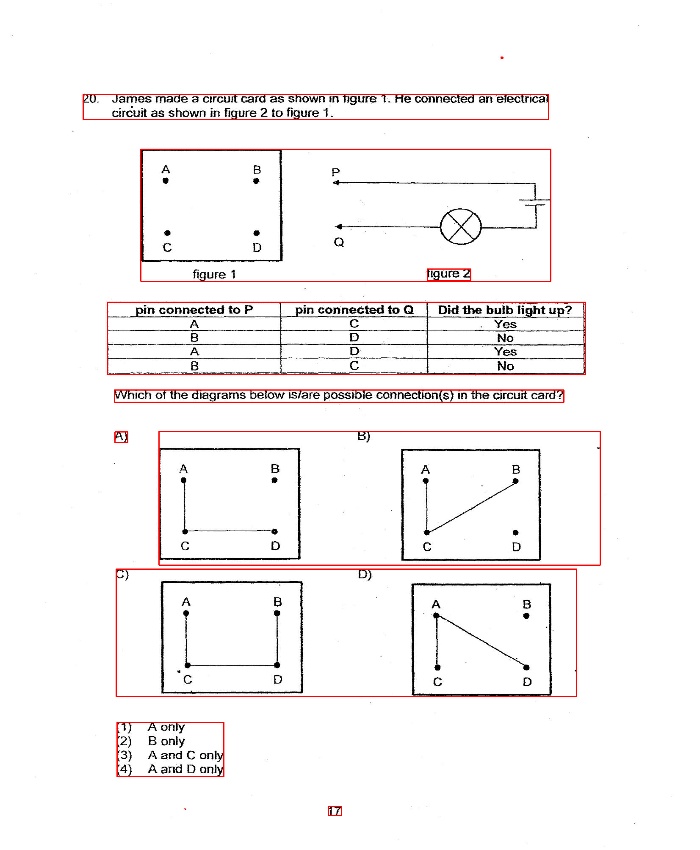 20. James made a circuit card as shown in figure 1. He connected an electrical
circuit as shown in figure 2 to figure 1.
A B P
C D Q
figure 1 figure 2
pin connected to P pin connected to Q Did the bulb light up?
A C Yes
B D No
A D Yes
B C No
Which of the diagrams below is/are possible connection(s) in the circuit card?
A) B)
A B A B
C D C D
C) D)
A B A B
C D C D
(1) A only
(2) B only
(3) A and C only
(4) A and D only
17